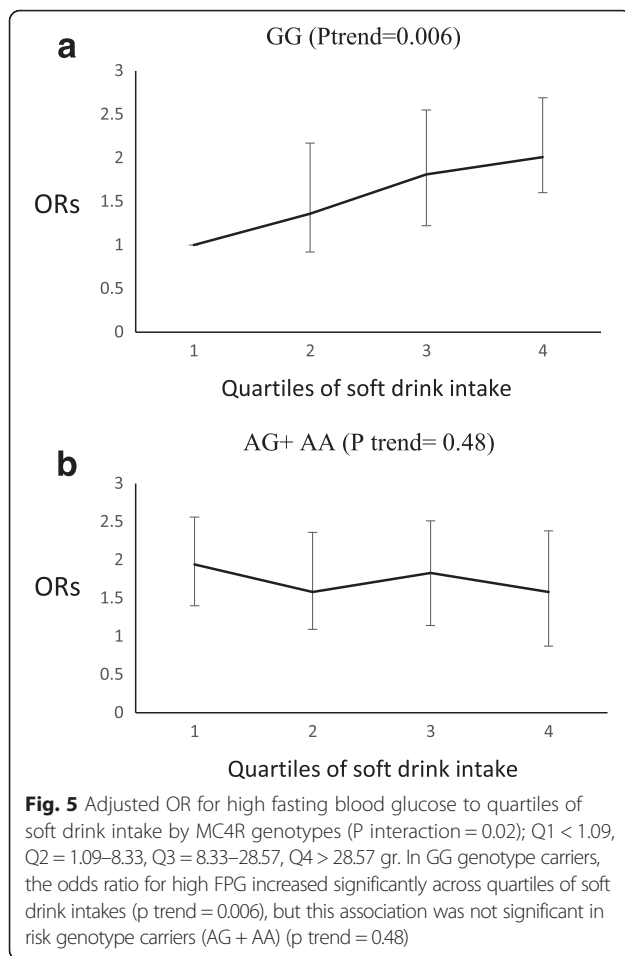 a
GG (Ptrend=0.006)
3
2.5
2
ORs
1.5
1
0.5
0
1 2 3 4
Quartiles of soft drink intake
b
AG+ AA (P trend= 0.48)
3
2.5
2
ORs
1.5
1
0.5
0
1 2 3 4
Quartiles of soft drink intake
Fig. 5 Adjusted OR for high fasting blood glucose to quartiles of
soft drink intake by MC4R genotypes (P interaction = 0.02); Q1 < 1.09,
Q2 = 1.09–8.33, Q3 = 8.33–28.57, Q4 > 28.57 gr. In GG genotype carriers,
the odds ratio for high FPG increased significantly across quartiles of soft
drink intakes (p trend = 0.006), but this association was not significant in
risk genotype carriers (AG + AA) (p trend = 0.48)